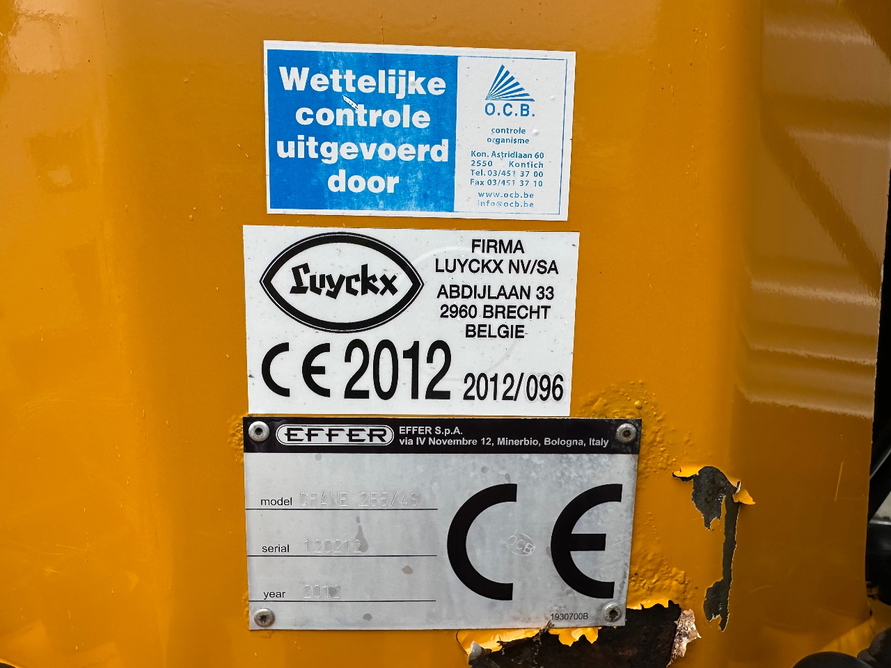 Wettelijke
controle
uitgevoerd
door
O.C.B.
controle
organisme
Kon. Astridlaan 60
2550 Kontich
Tel. 03/451 37 00
Fax 03/451 37 10
www.ocb.be
info@ocb.be
Luyckx
FIRMA
LUYCKX NV/SA
ABDIJLAAN 33
2960 BRECHT
BELGIE
CE 2012 2012/096
EFFER
EFFER S.p.A.
via IV Novembre 12, Minerbio, Bologna, Italy
model CRANE
serial
year
CE
OCB
1930700B